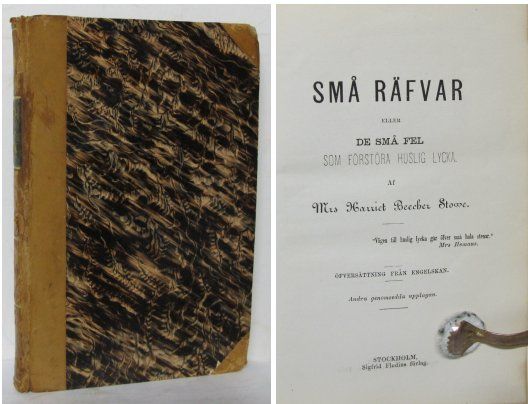 SMÅ RÄFVAR
ELLER
DE SMÅ FEL
SOM FÖRSTÖRA HUSLIG LYCKA.
Af
Mrs Harriet Beecher Stowe.
"Vägen till huslig lycka går öfver små hala stenar."
Mrs Hemans.
ÖFVERSÄTTNING FRÅN ENGELSKAN.
Andra genomsedda upplagan.
STOCKHOLM,
Sigfrid Flodins förlag.